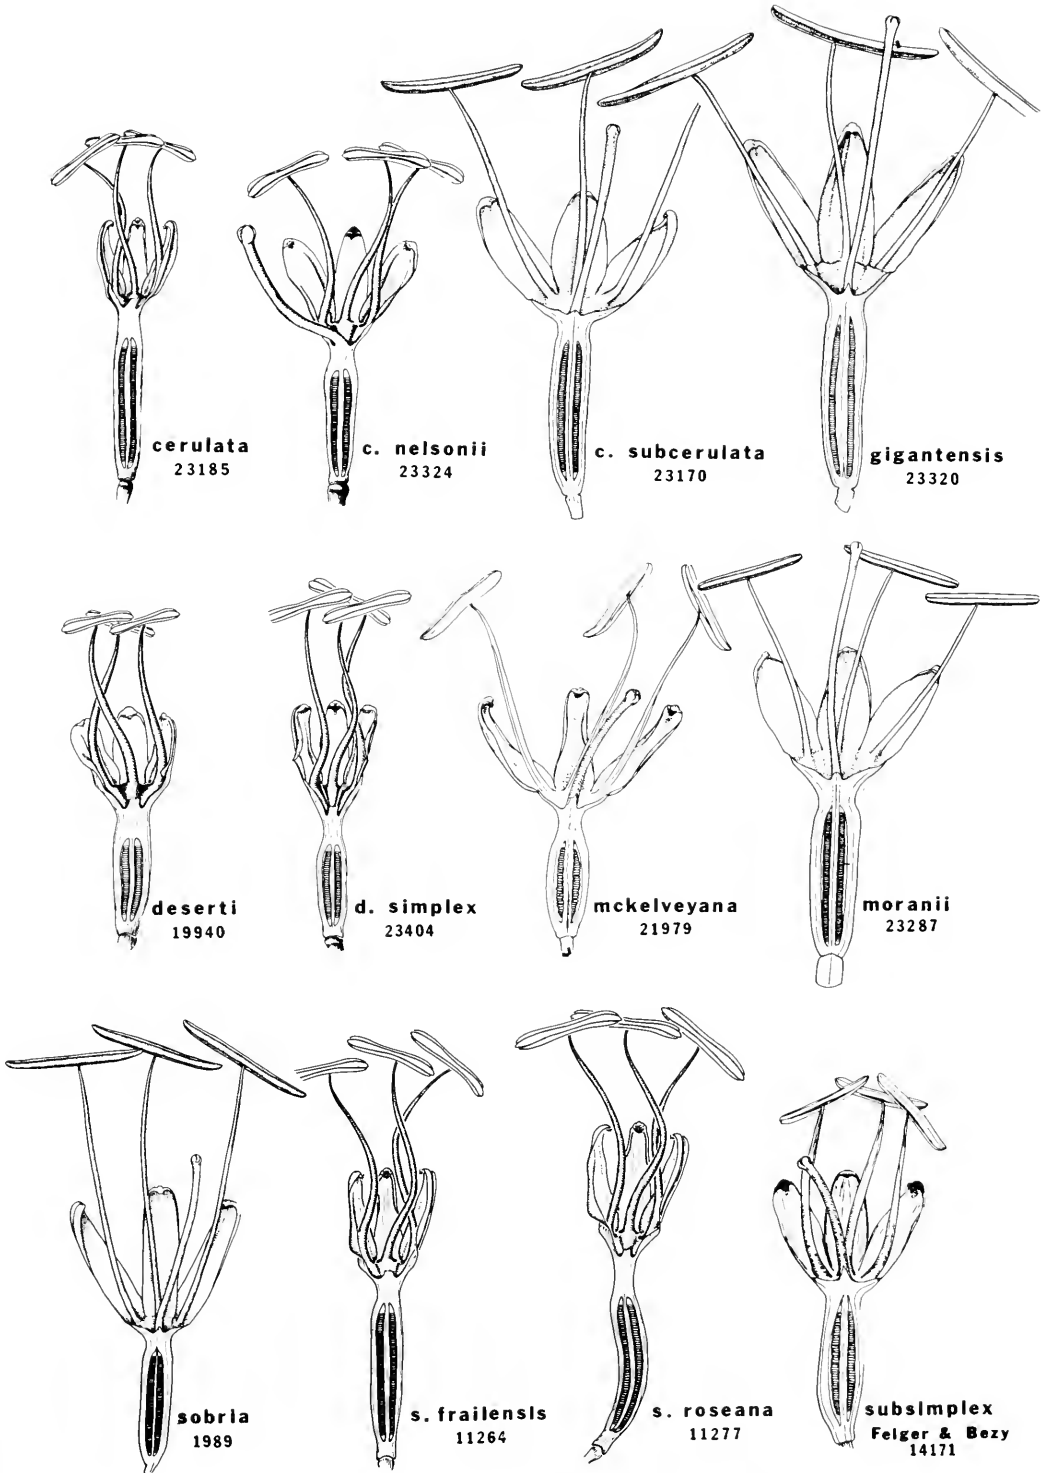 cerulata
23185
c. nelsonii
23324
c. subcerulata
23170
gigantensis
23320
deserti
19940
d. simplex
23404
mckelveyana
21979
moranii
23287
sobria
1989
s. frailensis
11264
s. roseana
11277
subsimplex
Felger & Bezy
14171